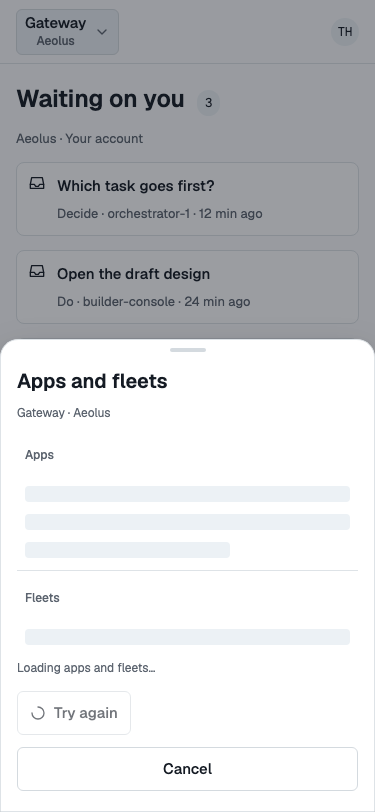 Gateway
Aeolus
TH
Waiting on you 3
Aeolus · Your account
Which task goes first?
Decide · orchestrator-1 · 12 min ago
Open the draft design
Do · builder-console · 24 min ago
Apps and fleets
Gateway · Aeolus
Apps
Fleets
Loading apps and fleets…
Try again
Cancel